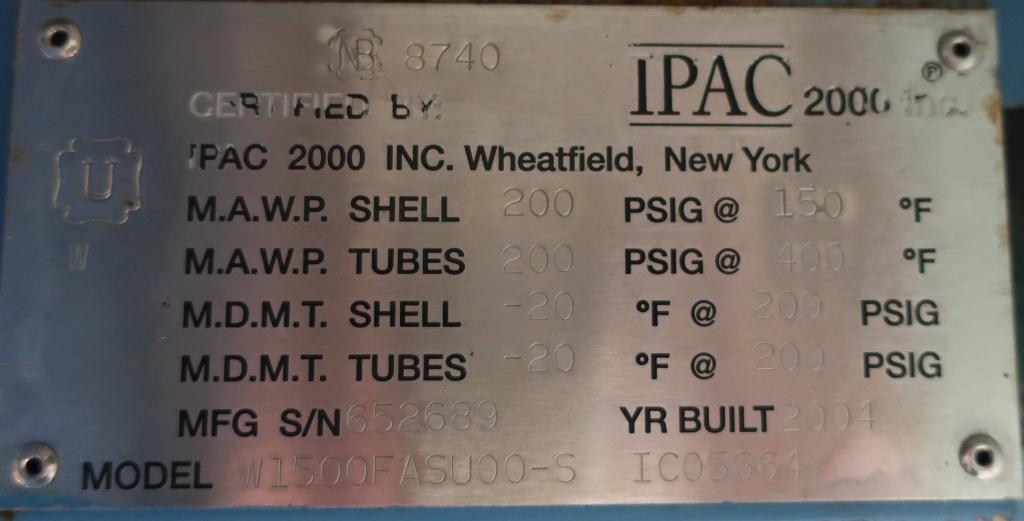 NB 8740
IPAC 2000 Inc.
CERTIFIED BY:
IPAC 2000 INC. Wheatfield, New York
U
W
M.A.W.P. SHELL 200 PSIG @ 150 °F
M.A.W.P. TUBES 200 PSIG @ 400 °F
M.D.M.T. SHELL -20 °F @ 200 PSIG
M.D.M.T. TUBES -20 °F @ 200 PSIG
MFG S/N 652689 YR BUILT 2004
MODEL W1500FASU00-S IC05664